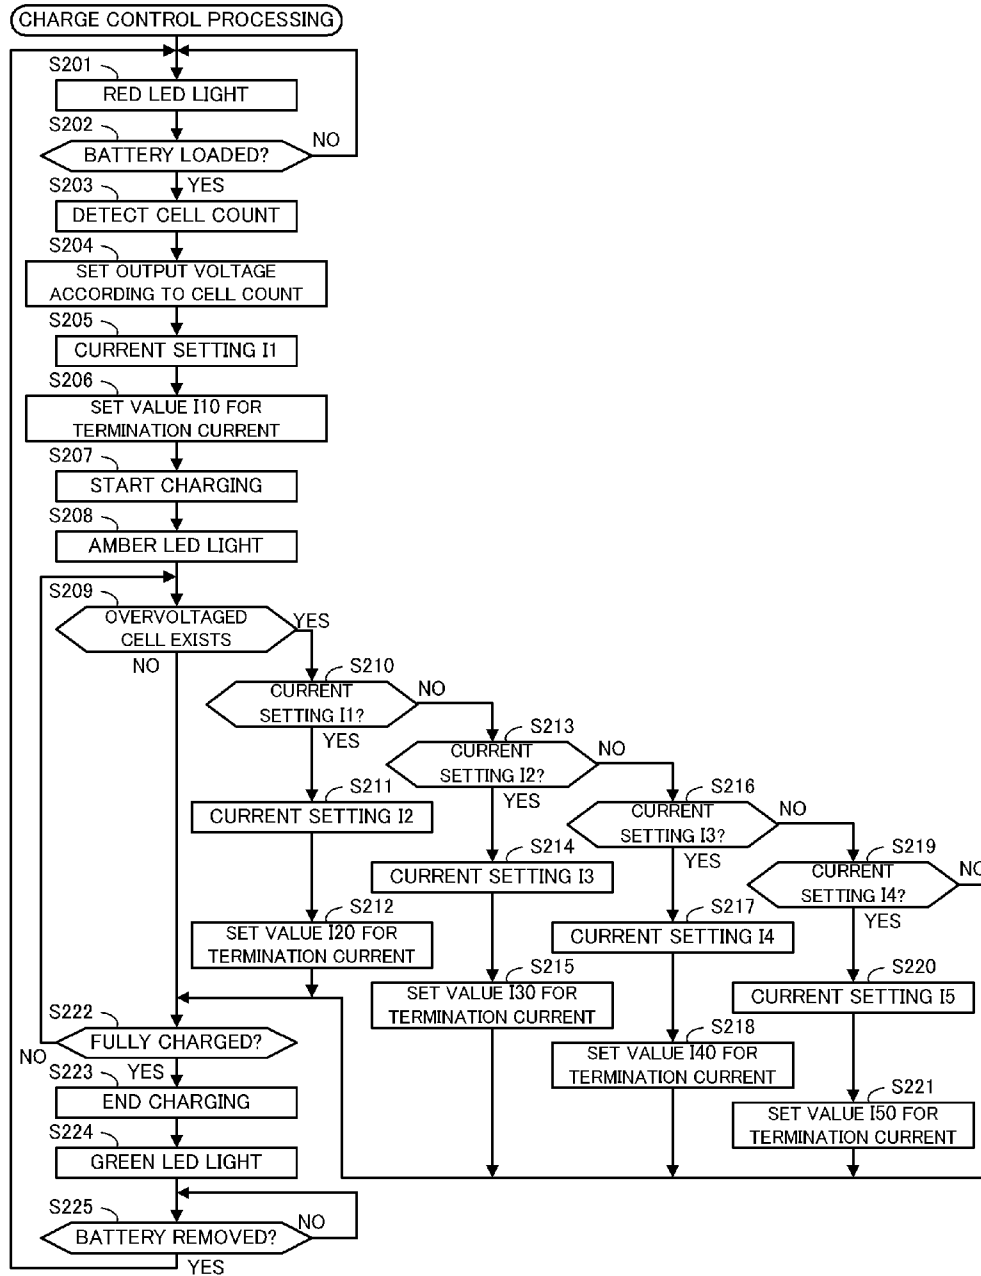 CHARGE CONTROL PROCESSING
S201
RED LED LIGHT
S202
BATTERY LOADED?
NO
YES
S203
DETECT CELL COUNT
S204
SET OUTPUT VOLTAGE
ACCORDING TO CELL COUNT
S205
CURRENT SETTING I1
S206
SET VALUE I10 FOR
TERMINATION CURRENT
S207
START CHARGING
S208
AMBER LED LIGHT
S209
OVERVOLTAGED
CELL EXISTS
YES
NO
S210
CURRENT
SETTING I1?
NO
YES
S211
CURRENT SETTING I2
S212
SET VALUE I20 FOR
TERMINATION CURRENT
S213
CURRENT
SETTING I2?
NO
YES
S214
CURRENT SETTING I3
S215
SET VALUE I30 FOR
TERMINATION CURRENT
S216
CURRENT
SETTING I3?
NO
YES
S217
CURRENT SETTING I4
S218
SET VALUE I40 FOR
TERMINATION CURRENT
S219
CURRENT
SETTING I4?
NO
YES
S220
CURRENT SETTING I5
S221
SET VALUE I50 FOR
TERMINATION CURRENT
S222
FULLY CHARGED?
NO
YES
S223
END CHARGING
S224
GREEN LED LIGHT
S225
BATTERY REMOVED?
NO
YES